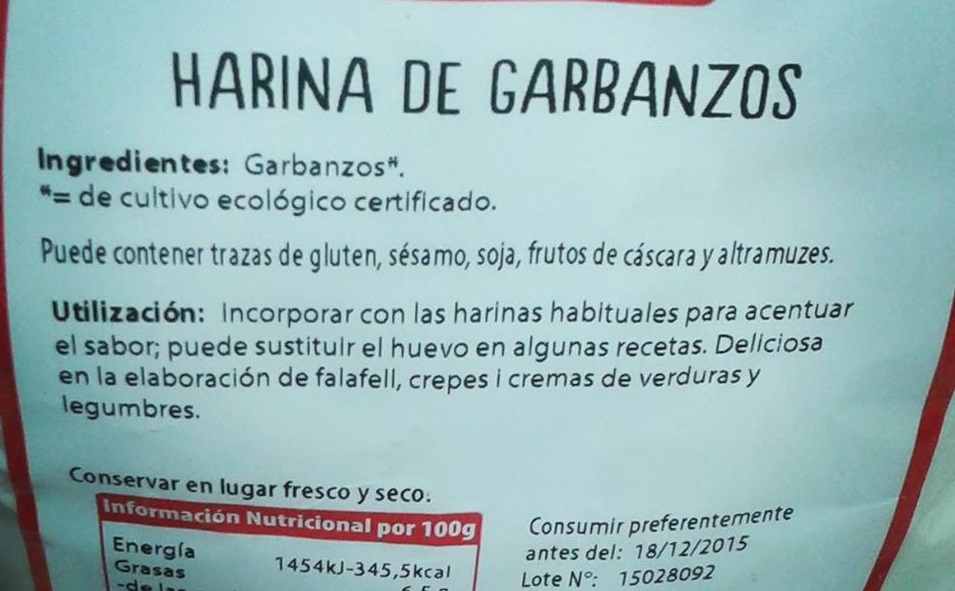 HARINA DE GARBANZOS
Ingredientes: Garbanzos*.
*= de cultivo ecológico certificado.
Puede contener trazas de gluten, sésamo, soja, frutos de cáscara y altramuzes.
Utilización: Incorporar con las harinas habituales para acentuar
el sabor; puede sustituir el huevo en algunas recetas. Deliciosa
en la elaboración de falafell, crepes i cremas de verduras y
legumbres.
Conservar en lugar fresco y seco.
Información Nutricional por 100g
Energía 1454kJ-345,5kcal
Grasas
Consumir preferentemente
antes del: 18/12/2015
Lote Nº: 15028092